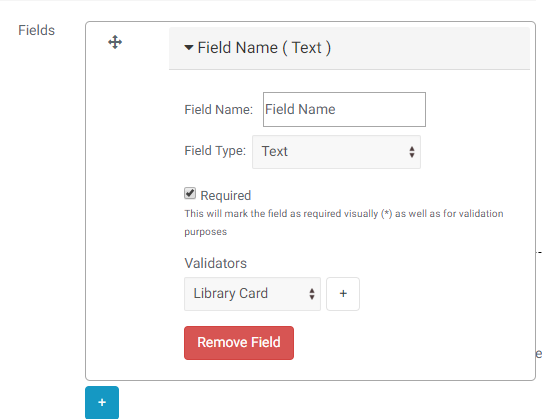 Fields
Field Name ( Text )
Field Name: Field Name
Field Type: Text
Required
This will mark the field as required visually (*) as well as for validation
purposes
Validators
Library Card +
Remove Field
+
--
e